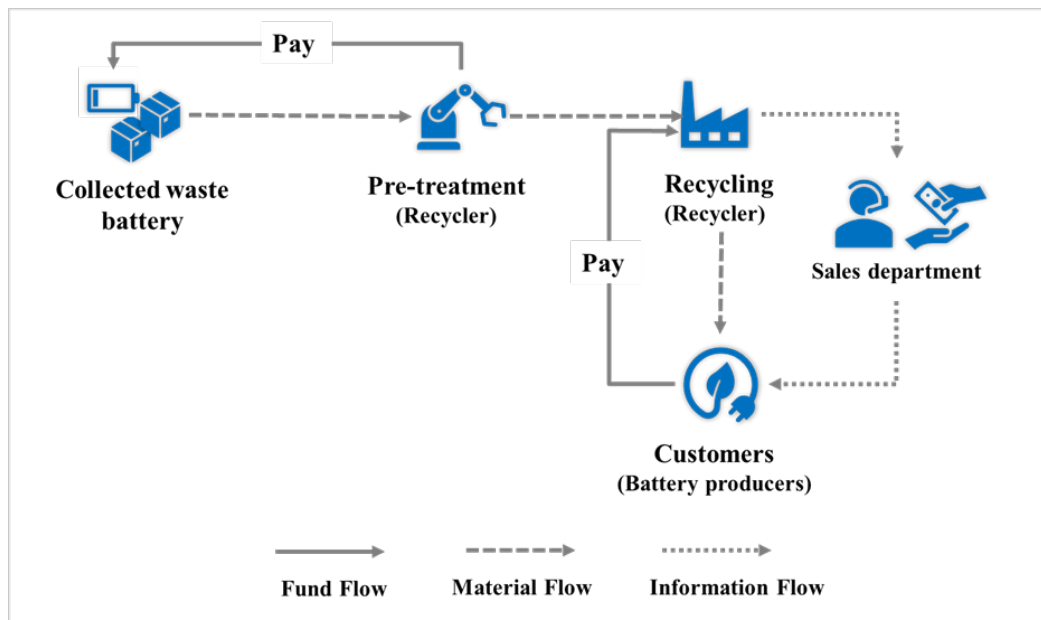 Pay
Collected waste
battery
Pre-treatment
(Recycler)
Recycling
(Recycler)
Pay
Sales department
Customers
(Battery producers)
Fund Flow
Material Flow
Information Flow